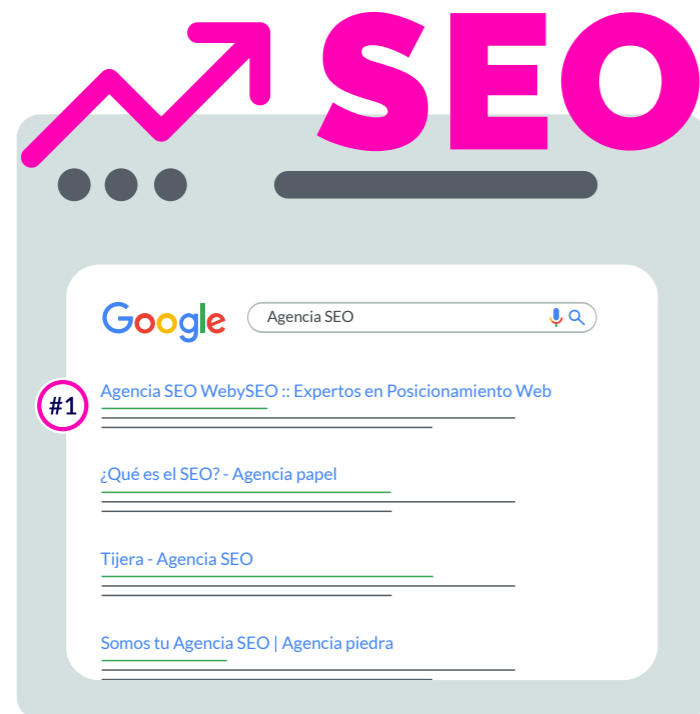 SEO
Google
Agencia SEO
#1
Agencia SEO WebySEO :: Expertos en Posicionamiento Web
¿Qué es el SEO? - Agencia papel
Tijera - Agencia SEO
Somos tu Agencia SEO | Agencia piedra